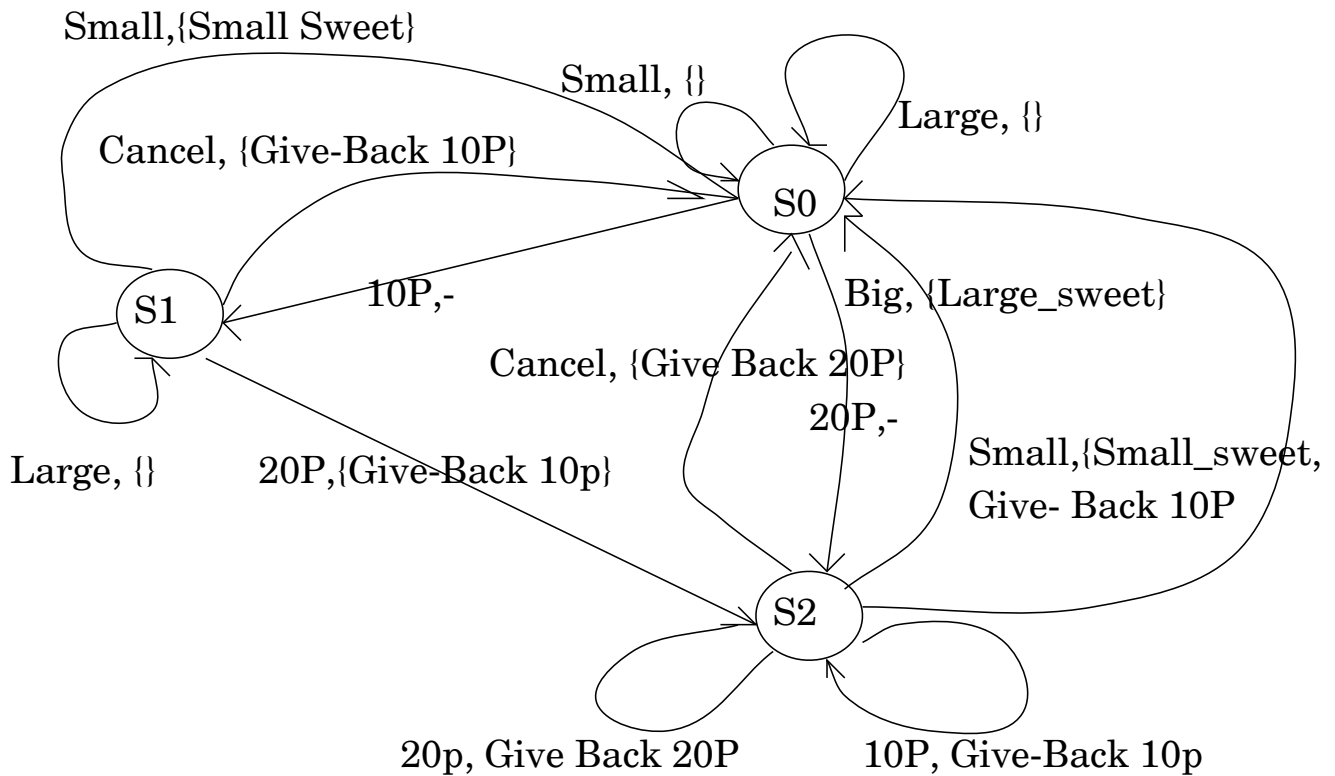 Small,{Small Sweet}
Small, {}
Large, {}
Cancel, {Give-Back 10P}
S0
S1
10P,-
Big, {Large_sweet}
Cancel, {Give Back 20P}
20P,-
Large, {}
20P,{Give-Back 10p}
Small,{Small_sweet,
Give- Back 10P
S2
20p, Give Back 20P
10P, Give-Back 10p